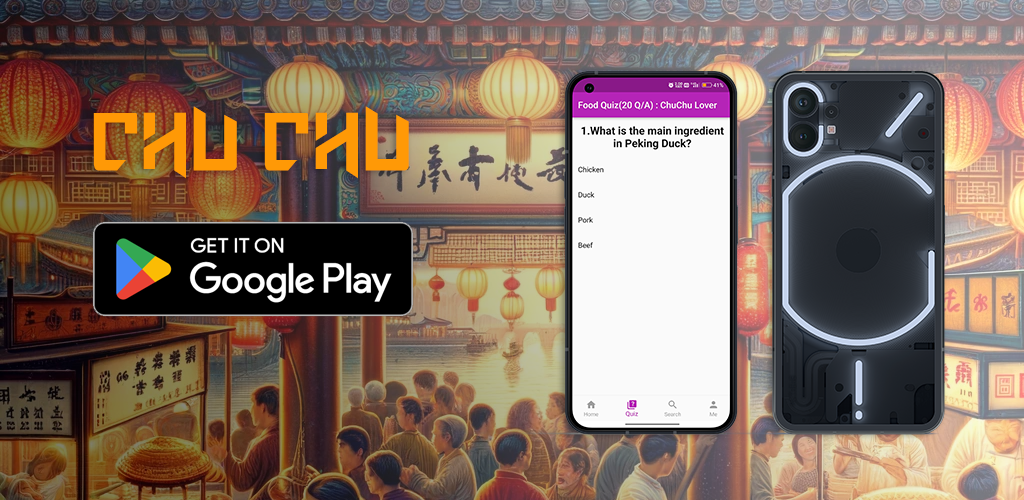 CHU CHU
GET IT ON
Google Play
41%
Food Quiz(20 Q/A) : ChuChu Lover
1.What is the main ingredient
in Peking Duck?
Chicken
Duck
Pork
Beef
Home
Quiz
Search
Me